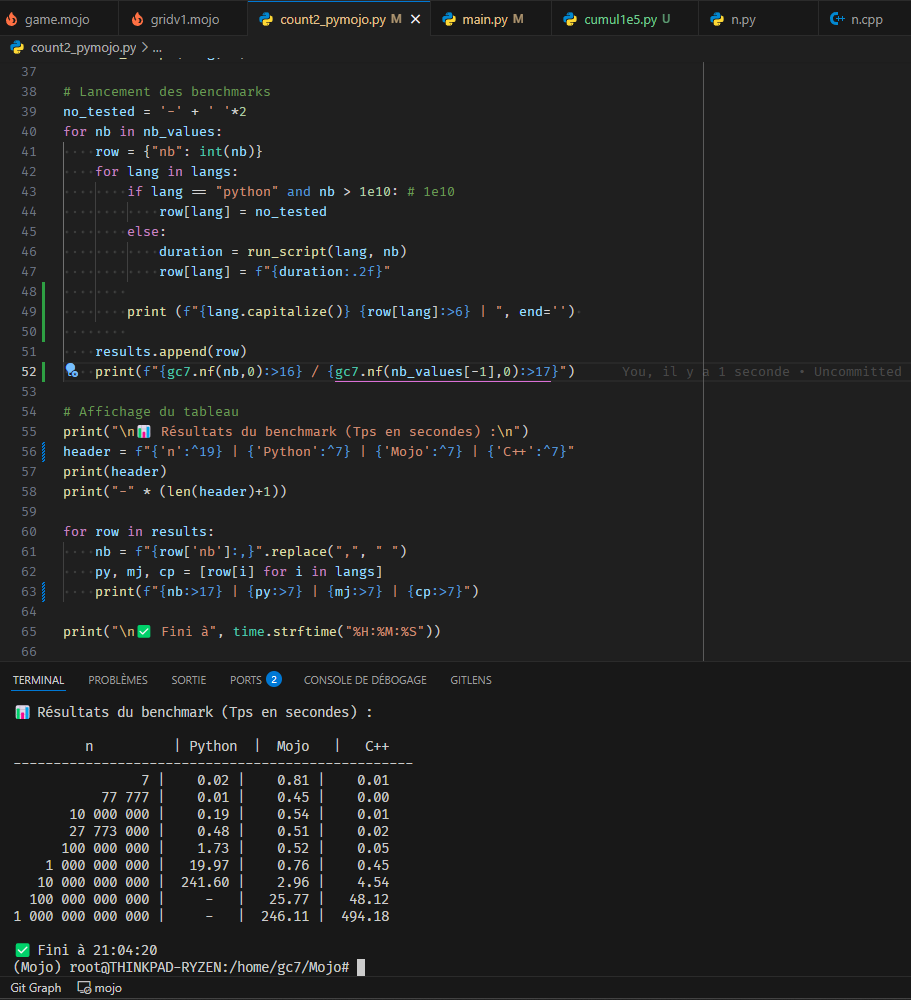 game.mojo gridv1.mojo count2_pymojo.py M main.py M cumul1e5.py U n.py n.cpp
count2_pymojo.py > ...
37
38 # Lancement des benchmarks
39 no_tested = '-' + ' '*2
40 for nb in nb_values:
41     row = {"nb": int(nb)}
42     for lang in langs:
43         if lang == "python" and nb > 1e10: # 1e10
44             row[lang] = no_tested
45         else:
46             duration = run_script(lang, nb)
47             row[lang] = f"{duration:.2f}"
48
49         print (f"{lang.capitalize()} {row[lang]:>6} | ", end='')
50
51     results.append(row)
52     print(f"{gc7.nf(nb,0):>16} / {gc7.nf(nb_values[-1],0):>17}") You, il y a 1 seconde • Uncommitted
53
54 # Affichage du tableau
55 print("\n📊 Résultats du benchmark (Tps en secondes) :\n")
56 header = f"{'n':^19} | {'Python':^7} | {'Mojo':^7} | {'C++':^7}"
57 print(header)
58 print("-" * (len(header)+1))
59
60 for row in results:
61     nb = f"{row['nb']:,}".replace(",", " ")
62     py, mj, cp = [row[i] for i in langs]
63     print(f"{nb:>17} | {py:>7} | {mj:>7} | {cp:>7}")
64
65 print("\n✅ Fini à", time.strftime("%H:%M:%S"))
66
TERMINAL PROBLÈMES SORTIE PORTS 2 CONSOLE DE DÉBOGAGE GITLENS
📊 Résultats du benchmark (Tps en secondes) :
n | Python | Mojo | C++
--------------------------------------------------
7 | 0.02 | 0.81 | 0.01
77 777 | 0.01 | 0.45 | 0.00
10 000 000 | 0.19 | 0.54 | 0.01
27 773 000 | 0.48 | 0.51 | 0.02
100 000 000 | 1.73 | 0.52 | 0.05
1 000 000 000 | 19.97 | 0.76 | 0.45
10 000 000 000 | 241.60 | 2.96 | 4.54
100 000 000 000 | - | 25.77 | 48.12
1 000 000 000 000 | - | 246.11 | 494.18
✅ Fini à 21:04:20
(Mojo) root@THINKPAD-RYZEN:/home/gc7/Mojo#
Git Graph mojo